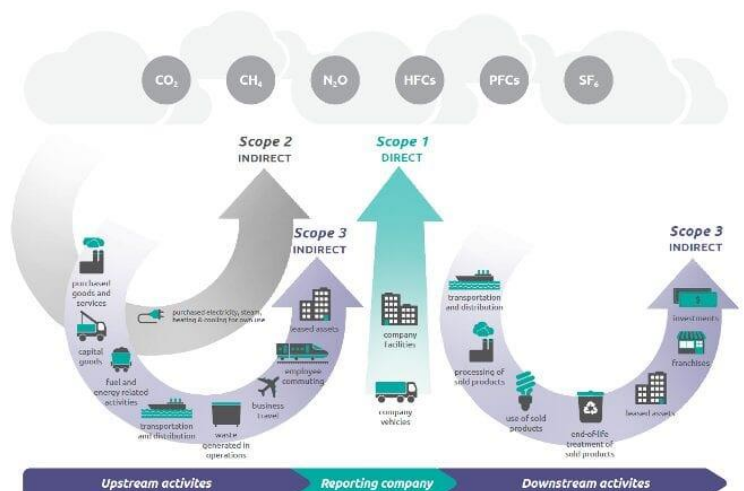 CO₂
CH₄
N₂O
HFCs
PFCs
SF₆
Scope 2
INDIRECT
Scope 1
DIRECT
Scope 3
INDIRECT
Scope 3
INDIRECT
purchased
goods and
services
capital
goods
fuel and
energy related
activities
transportation
and distribution
waste
generated in
operations
business
travel
employee
commuting
leased assets
purchased electricity, steam,
heating & cooling for own use
company
facilities
company
vehicles
transportation
and distribution
processing of
sold products
use of sold
products
end-of-life
treatment of
sold products
leased assets
franchises
investments
$
Upstream activites
Reporting company
Downstream activites